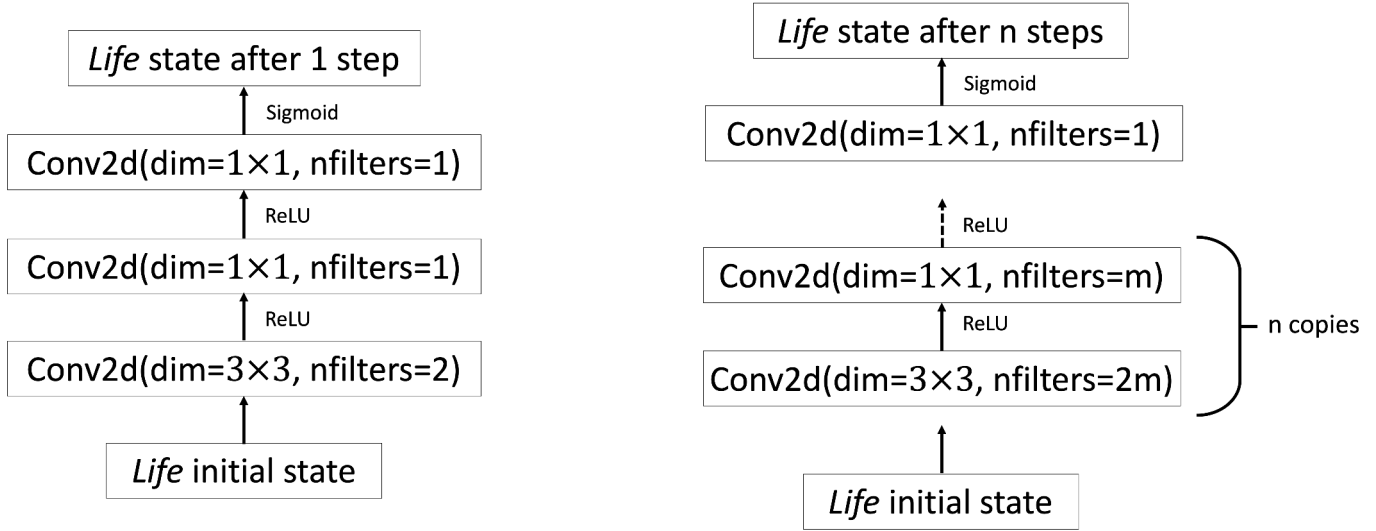 Life state after 1 step
Sigmoid
Conv2d(dim=1×1, nfilters=1)
ReLU
Conv2d(dim=1×1, nfilters=1)
ReLU
Conv2d(dim=3×3, nfilters=2)
Life initial state
Life state after n steps
Sigmoid
Conv2d(dim=1×1, nfilters=1)
ReLU
Conv2d(dim=1×1, nfilters=m)
ReLU
Conv2d(dim=3×3, nfilters=2m)
n copies
Life initial state